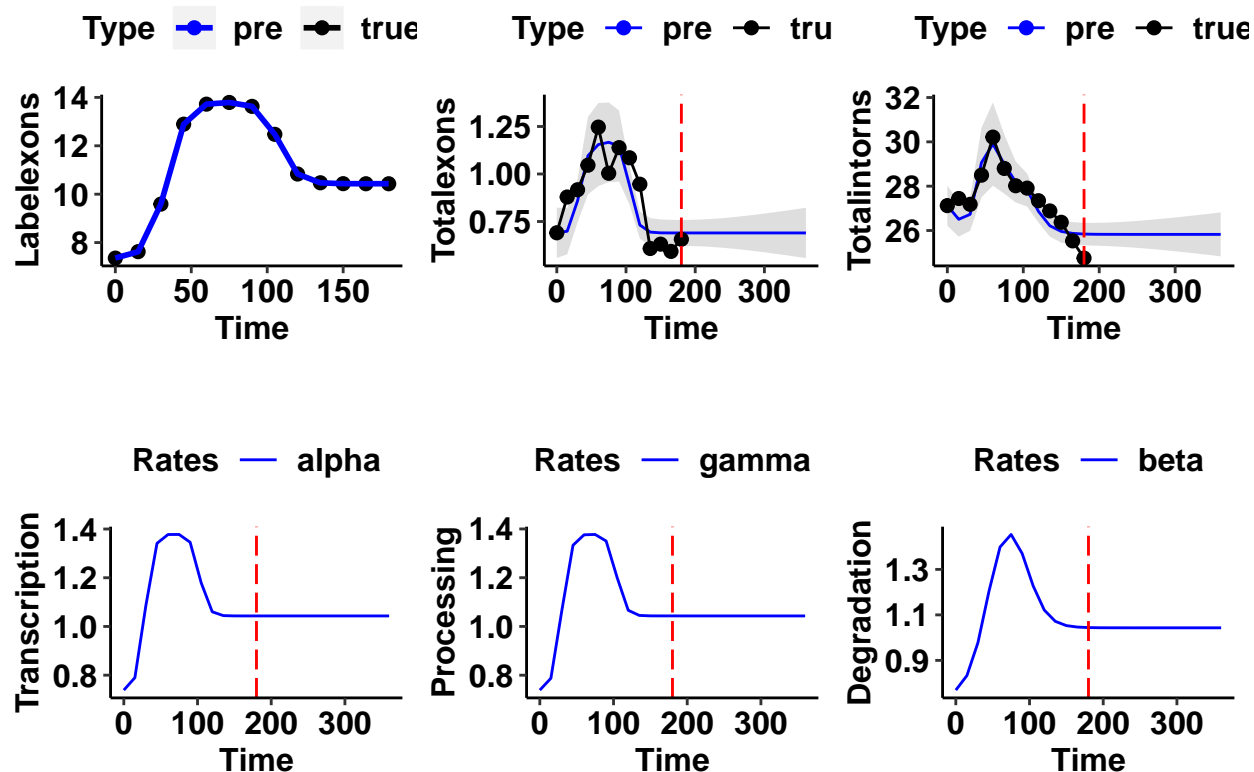 Type pre true
Labelexons
14
12
10
8
0 50 100 150
Time
Type pre tru
Totalexons
1.25
1.00
0.75
0 100 200 300
Time
Type pre true
Totalintorns
32
30
28
26
0 100 200 300
Time
Rates alpha
Transcription
1.4
1.2
1.0
0.8
0 100 200 300
Time
Rates gamma
Processing
1.4
1.2
1.0
0.8
0 100 200 300
Time
Rates beta
Degradation
1.3
1.1
0.9
0 100 200 300
Time